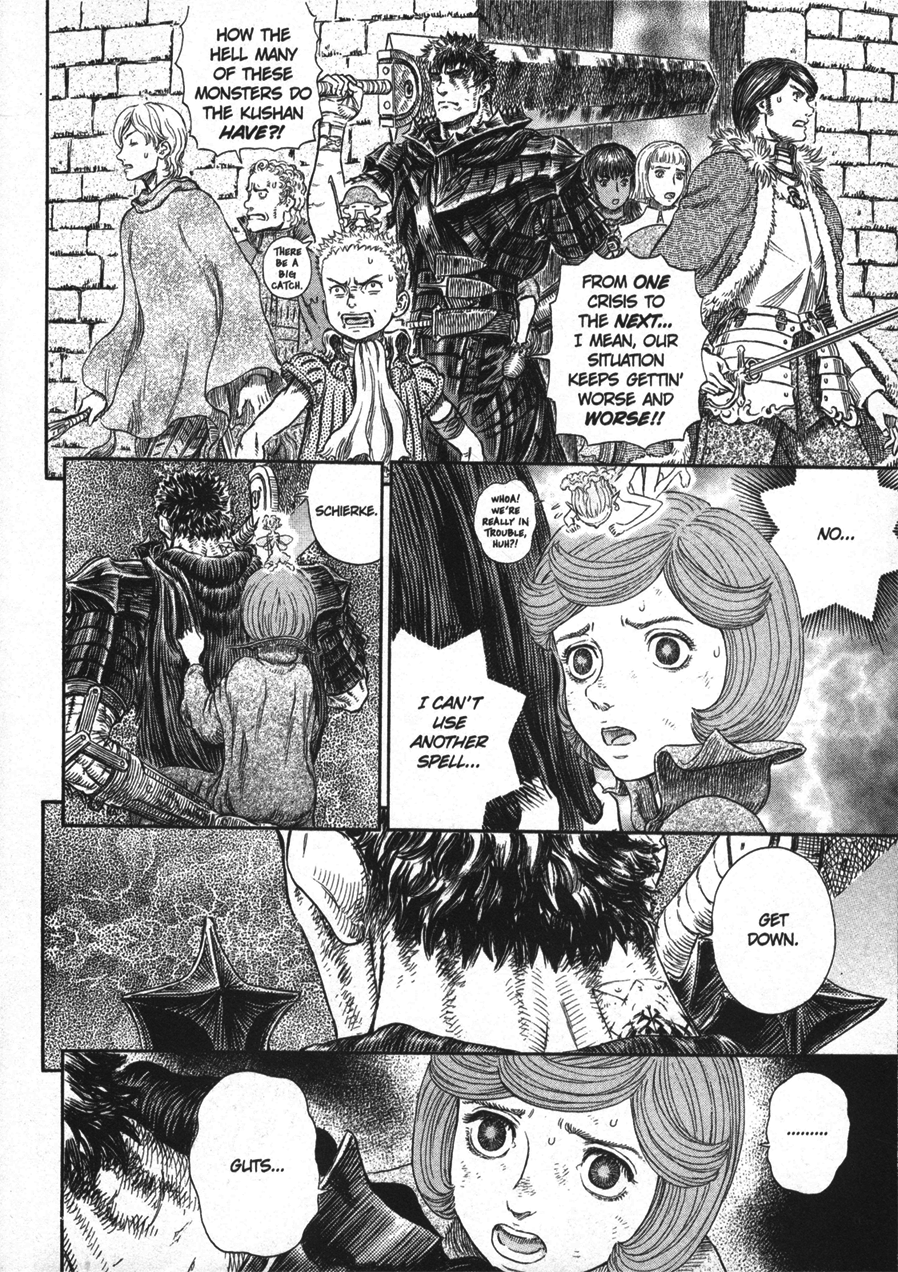 FROM ONE
CRISIS TO
THE NEXT...
I MEAN, OUR
SITUATION
KEEPS GETTIN'
WORSE AND
WORSE!!
HOW THE
HELL MANY
OF THESE
MONSTERS DO
THE KUSHAN
HAVE?!
THERE
BE A
BIG
CATCH.
NO...
WHOA!
WE'RE
REALLY IN
TROUBLE,
HUH?!
I CAN'T
USE
ANOTHER
SPELL...
SCHIERKE.
GET
DOWN.
.........
GUTS...